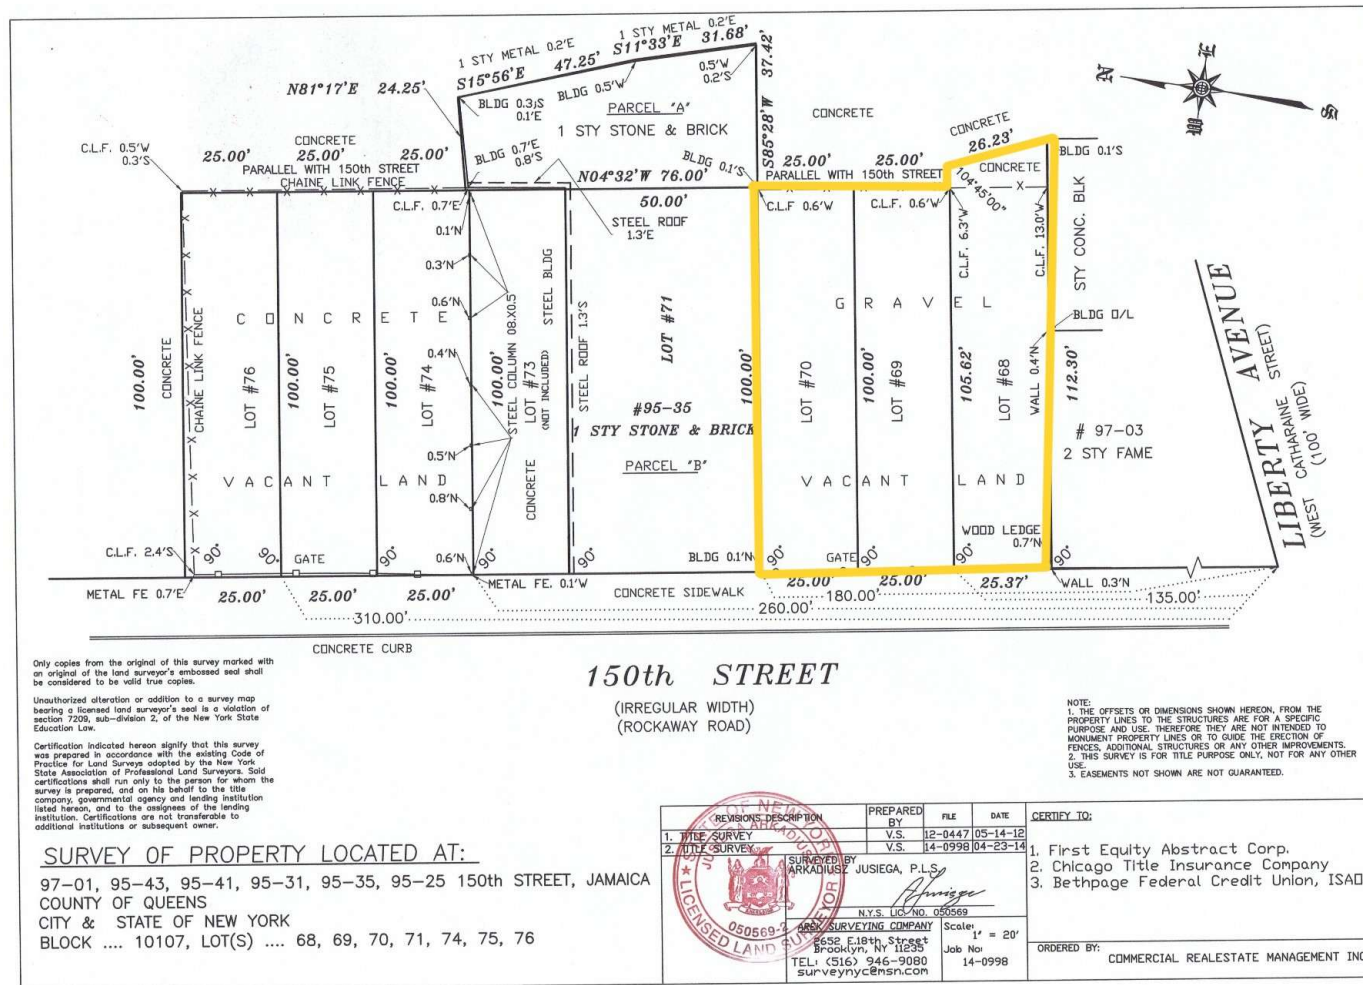 1 STY METAL 0.2'E
S11°33'E 31.68'
1 STY METAL 0.2'E
S15°56'E 47.25'
N81°17'E 24.25'
BLDG 0.3;S
0.1'E
BLDG 0.5'W
0.5'W
0.2'S
S85°28'W 37.42'
PARCEL "A"
1 STY STONE & BRICK
BLDG 0.7'E
0.8'S
BLDG 0.1'S
N04°32'W 76.00'
50.00'
STEEL ROOF
1.3'E
C.L.F. 0.5'W
0.3'S
CONCRETE
25.00' 25.00' 25.00'
PARALLEL WITH 150th STREET
CHAINE LINK FENCE
C.L.F. 0.7'E
0.1'N
0.3'N
0.6'N
0.4'N
0.5'N
0.8'N
0.6'N
CONCRETE
CONCRETE
26.23'
25.00' 25.00'
PARALLEL WITH 150th STREET
CONCRETE
C.L.F 0.6'W
C.L.F. 0.6'W
104°45'00"
C.L.F. 6.3'W
C.L.F. 13.0'W
BLDG 0.1'S
STY CONC. BLK
BLDG O/L
N
E
S
W
100.00'
CONCRETE
CHAINE LINK FENCE
CONCRETE
LOT #76
100.00'
LOT #75
100.00'
LOT #74
100.00'
STEEL COLUMN 08.X0.5
LOT #73
(NOT INCLUDED)
STEEL BLDG
CONCRETE
STEEL ROOF 1.3'S
LOT #71
#95-35
1 STY STONE & BRICK
PARCEL "B"
100.00'
GRAVEL
LOT #70
100.00'
LOT #69
105.62'
LOT #68
WALL 0.4'N
112.30'
# 97-03
2 STY FAME
VACANT LAND
VACANT LAND
WOOD LEDGE
0.7'N
LIBERTY AVENUE
(WEST CATHARAINE STREET)
(100' WIDE)
C.L.F. 2.4'S
90° 90° GATE 90° 90° 90°
BLDG 0.1'N
90° GATE 90° 90°
METAL FE 0.7'E
25.00' 25.00' 25.00'
METAL FE. 0.1'W
CONCRETE SIDEWALK
25.00' 25.00' 25.37'
WALL 0.3'N
310.00'
260.00'
180.00'
135.00'
CONCRETE CURB
150th STREET
(IRREGULAR WIDTH)
(ROCKAWAY ROAD)
Only copies from the original of this survey marked with
an original of the land surveyor's embossed seal shall
be considered to be valid true copies.
Unauthorized alteration or addition to a survey map
bearing a licensed land surveyor's seal is a violation of
section 7209, sub-division 2, of the New York State
Education Law.
Certification indicated hereon signify that this survey
was prepared in accordance with the existing Code of
Practice for Land Surveys adopted by the New York
State Association of Professional Land Surveyors. Said
certifications shall run only to the person for whom the
survey is prepared, and on his behalf to the title
company, governmental agency and lending institution
listed hereon, and to the assignees of the lending
institution. Certifications are not transferable to
additional institutions or subsequent owner.
NOTE:
1. THE OFFSETS OR DIMENSIONS SHOWN HEREON, FROM THE
PROPERTY LINES TO THE STRUCTURES ARE FOR A SPECIFIC
PURPOSE AND USE. THEREFORE THEY ARE NOT INTENDED TO
MONUMENT PROPERTY LINES OR TO GUIDE THE ERECTION OF
FENCES, ADDITIONAL STRUCTURES OR ANY OTHER IMPROVEMENTS.
2. THIS SURVEY IS FOR TITLE PURPOSE ONLY, NOT FOR ANY OTHER
USE.
3. EASEMENTS NOT SHOWN ARE NOT GUARANTEED.
SURVEY OF PROPERTY LOCATED AT:
97-01, 95-43, 95-41, 95-31, 95-35, 95-25 150th STREET, JAMAICA
COUNTY OF QUEENS
CITY & STATE OF NEW YORK
BLOCK .... 10107, LOT(S) .... 68, 69, 70, 71, 74, 75, 76
REVISIONS DESCRIPTION PREPARED BY FILE DATE
1. TITLE SURVEY V.S. 12-0447 05-14-12
2. TITLE SURVEY V.S. 14-0998 04-23-14
STATE OF NEW YORK
JUSIEGA ARKADIUSZ
050569-2
LICENSED LAND SURVEYOR
SURVEYED BY
ARKADIUSZ JUSIEGA, P.L.S.
N.Y.S. LIC. NO. 050569
AREK SURVEYING COMPANY
2652 E.18th Street
Brooklyn, NY 11235
TEL: (516) 946-9080
surveynyc@msn.com
Scale:
1' = 20'
Job No:
14-0998
CERTIFY TO:
1. First Equity Abstract Corp.
2. Chicago Title Insurance Company
3. Bethpage Federal Credit Union, ISAO
ORDERED BY:
COMMERCIAL REALESTATE MANAGEMENT INC